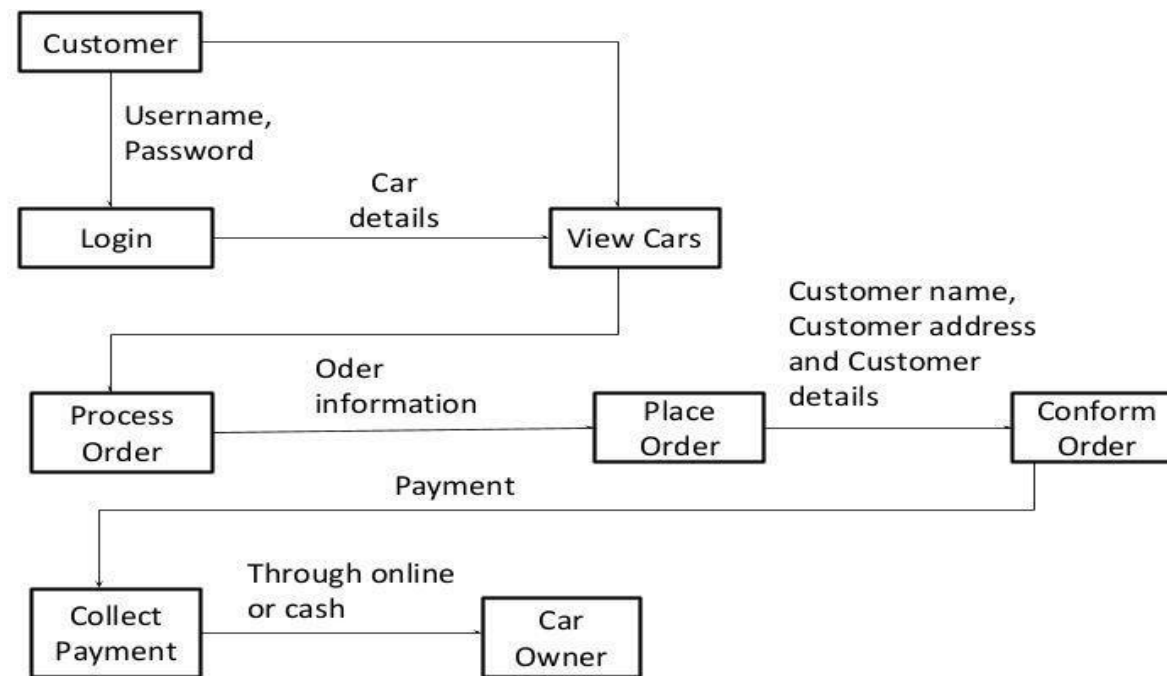 Customer
Username,
Password
Car
details
Login
View Cars
Customer name,
Customer address
and Customer
details
Oder
information
Process
Order
Place
Order
Conform
Order
Payment
Through online
or cash
Collect
Payment
Car
Owner